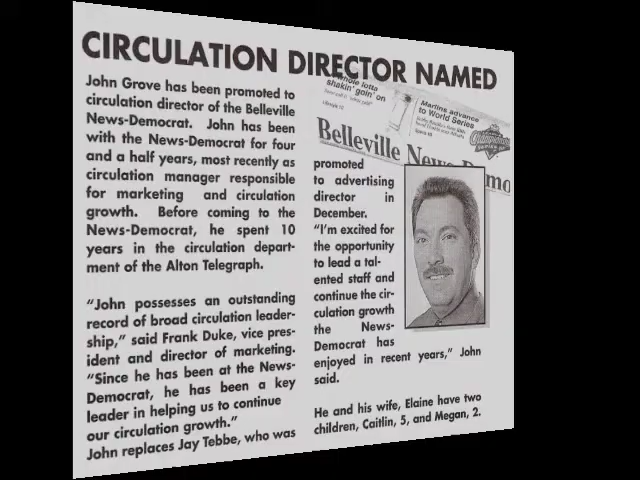 CIRCULATION DIRECTOR NAMED
John Grove has been promoted to
circulation director of the Belleville
News-Democrat. John has been
with the News-Democrat for four
and a half years, most recently as
circulation manager responsible
for marketing and circulation
growth. Before coming to the
News-Democrat, he spent 10
years in the circulation depart-
ment of the Alton Telegraph.
"John possesses an outstanding
record of broad circulation leader-
ship," said Frank Duke, vice pres-
ident and director of marketing.
"Since he has been at the News-
Democrat, he has been a key
leader in helping us to continue
our circulation growth."
John replaces Jay Tebbe, who was
whole lotta
shakin' goin' on
Marlins advance
to World Series
Belleville News
promoted
to advertising
director in
December.
"I'm excited for
the opportunity
to lead a tal-
ented staff and
continue the cir-
culation growth
the News-
Democrat has
enjoyed in recent years," John
said.
He and his wife, Elaine have two
children, Caitlin, 5, and Megan, 2.